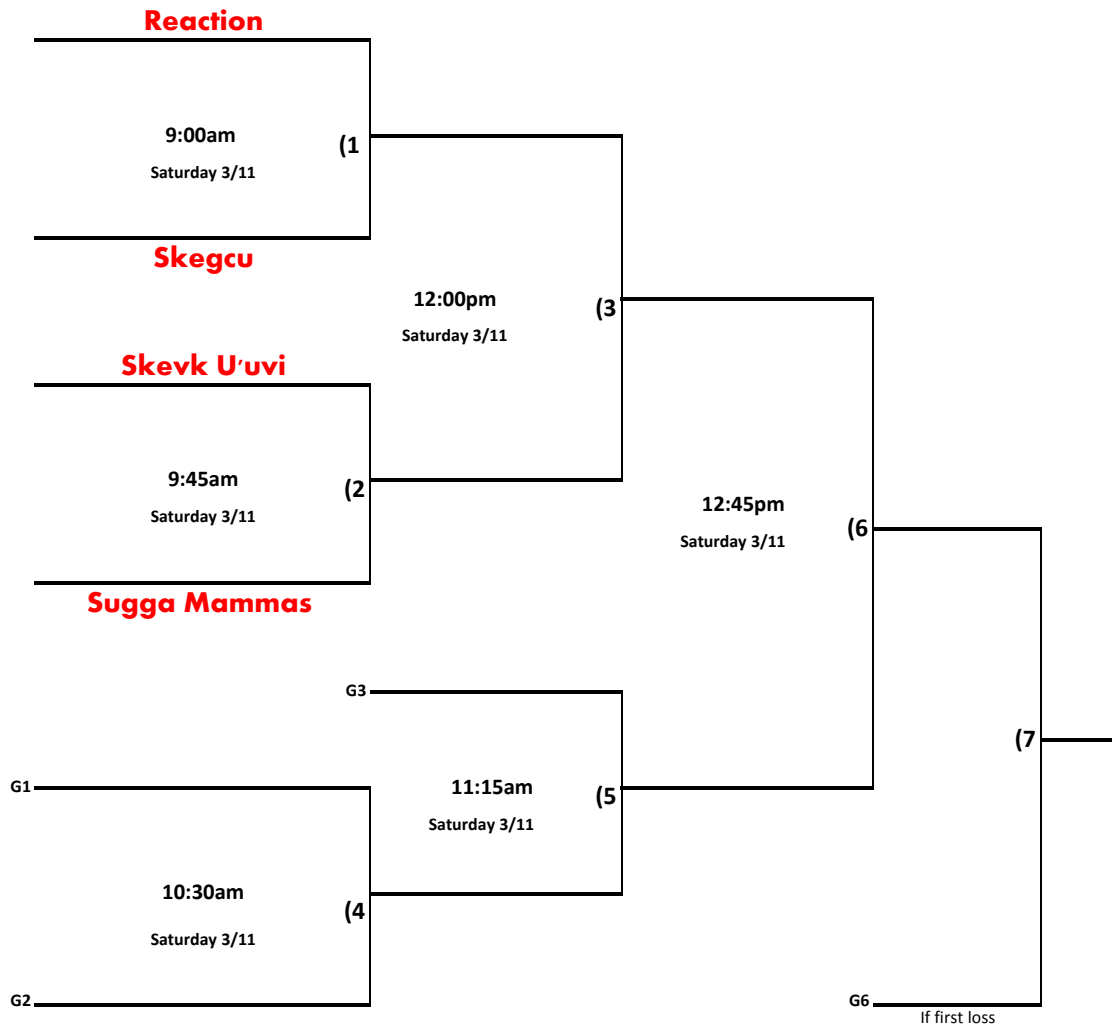 Reaction
9:00am
(1
Saturday 3/11
Skegcu
12:00pm
(3
Saturday 3/11
Skevk U'uvi
9:45am
(2
Saturday 3/11
12:45pm
(6
Saturday 3/11
Sugga Mammas
G3
(7
G1
11:15am
(5
Saturday 3/11
10:30am
(4
Saturday 3/11
G2
G6
If first loss